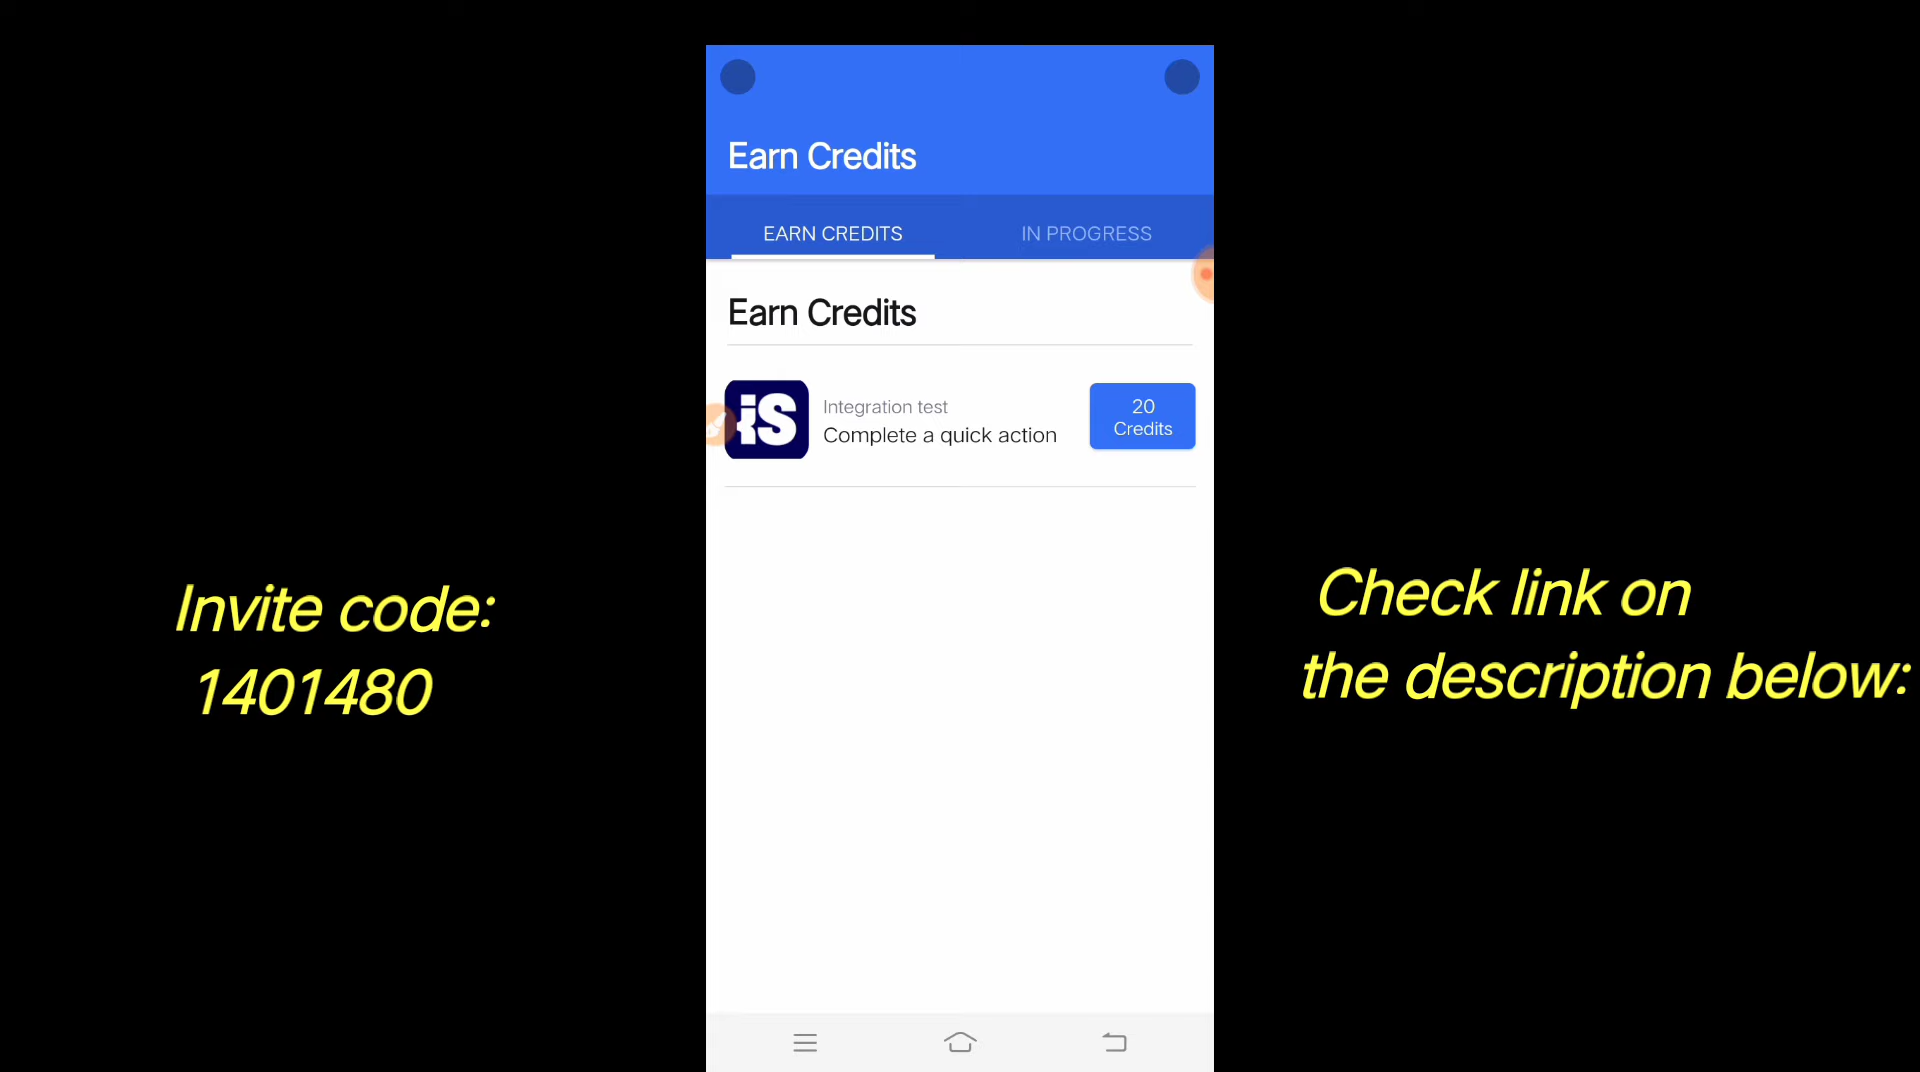 Earn Credits
EARN CREDITS
IN PROGRESS
Earn Credits
iS
Integration test
Complete a quick action
20
Credits
Invite code:
1401480
Check link on
the description below: